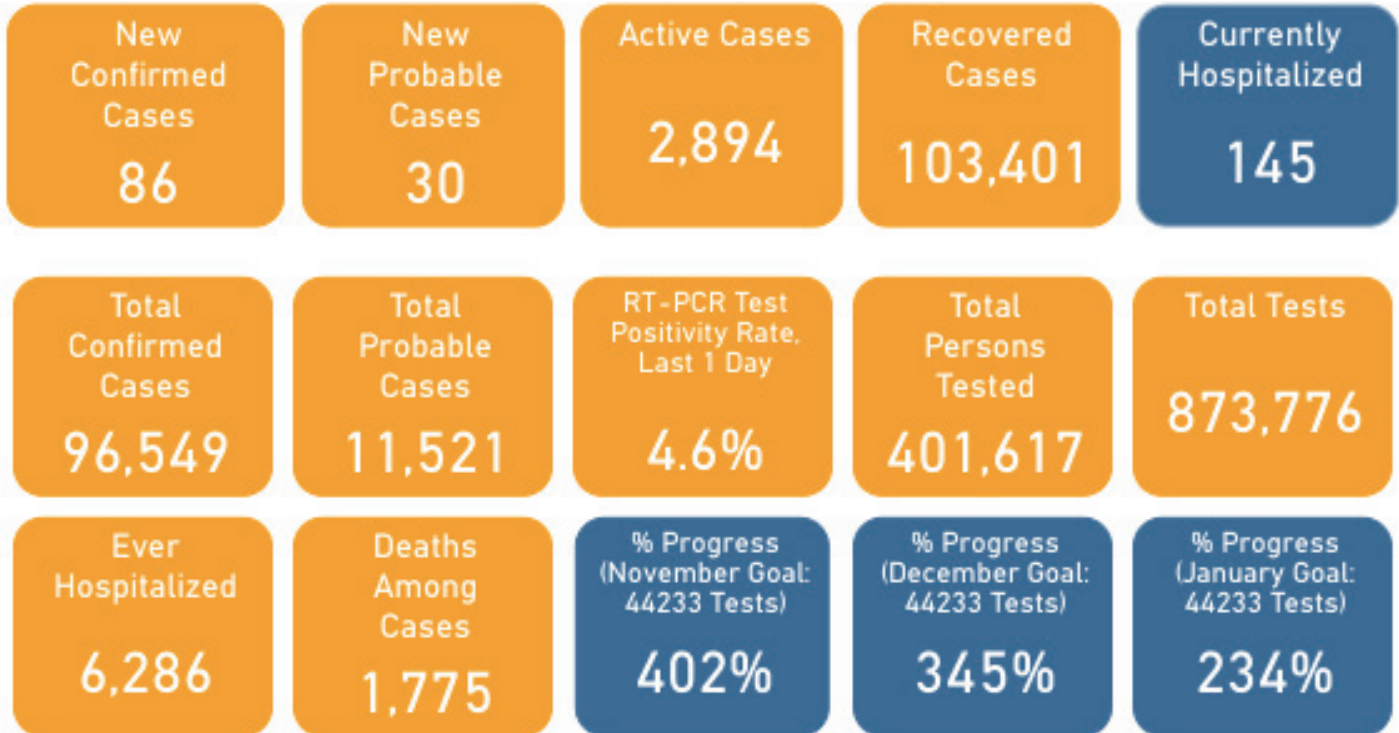 New
Confirmed
Cases
86
New
Probable
Cases
30
Active Cases
2,894
Recovered
Cases
103,401
Currently
Hospitalized
145
Total
Confirmed
Cases
96,549
Total
Probable
Cases
11,521
RT-PCR Test
Positivity Rate,
Last 1 Day
4.6%
Total
Persons
Tested
401,617
Total Tests
873,776
Ever
Hospitalized
6,286
Deaths
Among
Cases
1,775
% Progress
(November Goal:
44233 Tests)
402%
% Progress
(December Goal:
44233 Tests)
345%
% Progress
(January Goal:
44233 Tests)
234%